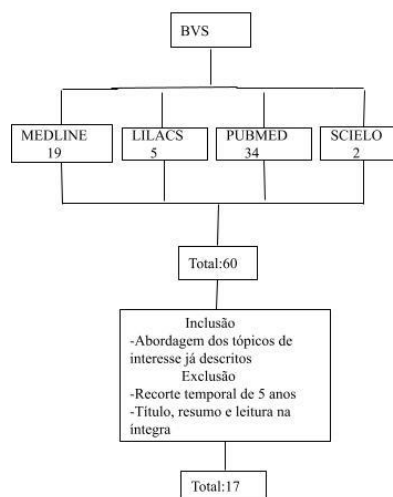 BVS
MEDLINE
19
LILACS
5
PUBMED
34
SCIELO
2
Total:60
Inclusão
-Abordagem dos tópicos de
interesse já descritos
Exclusão
-Recorte temporal de 5 anos
-Título, resumo e leitura na
íntegra
Total:17